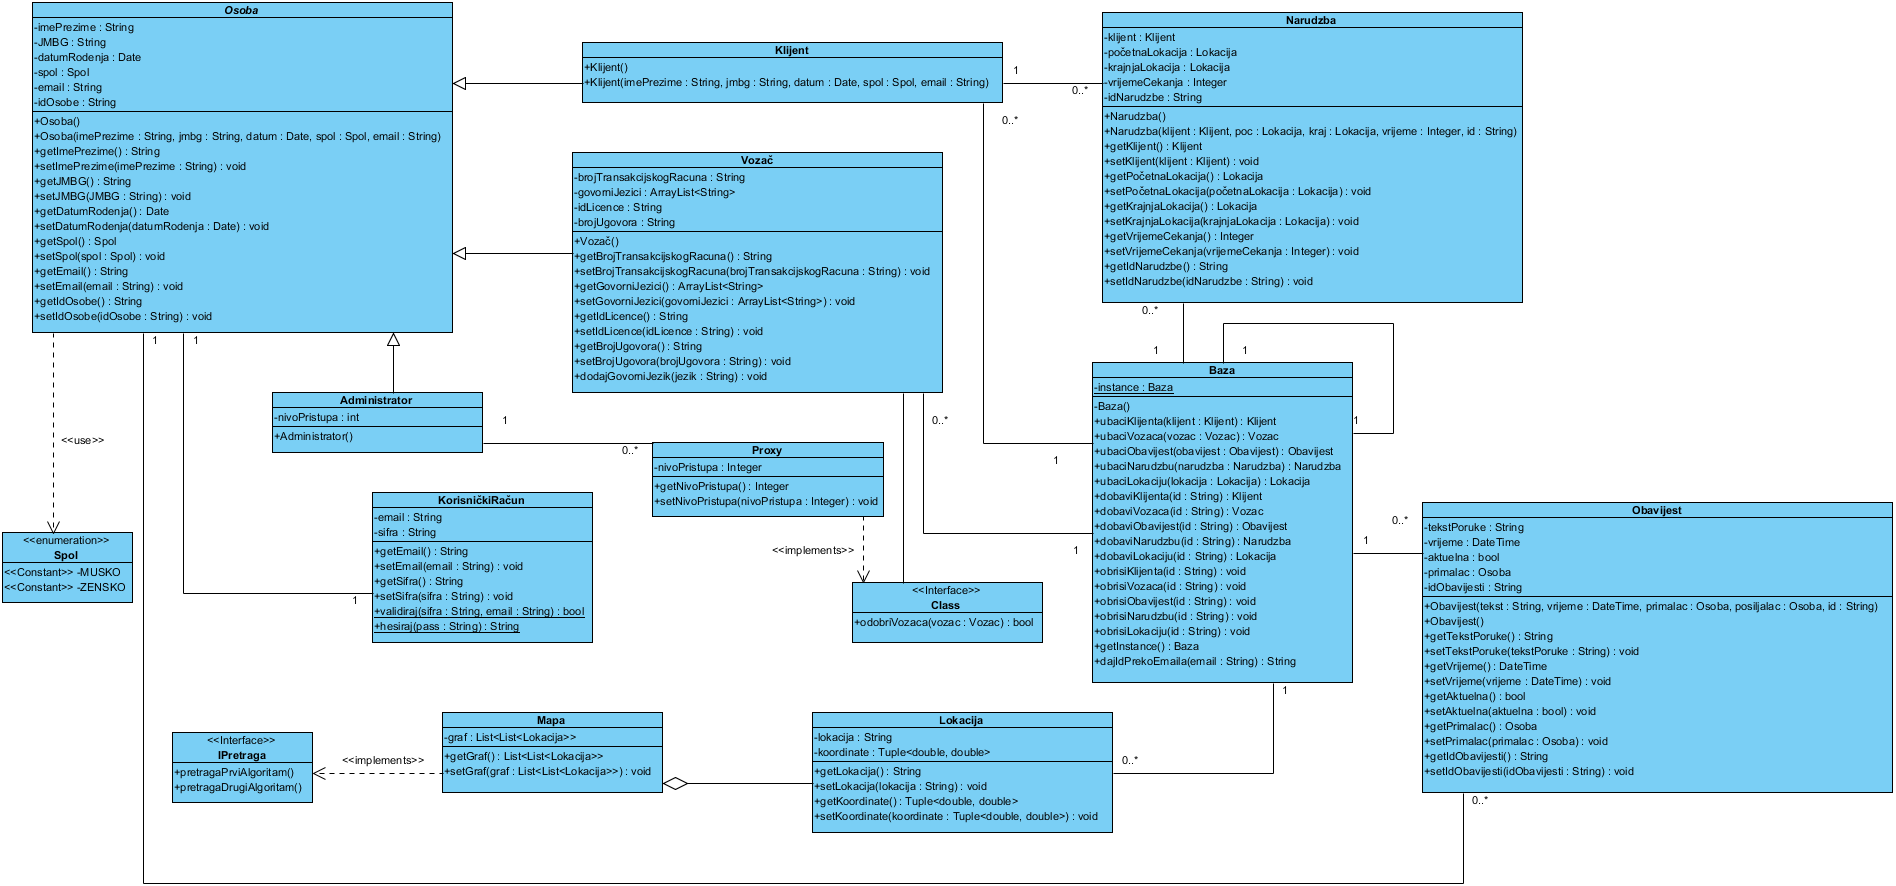 Osoba
-imePrezime : String
-JMBG : String
-datumRodenja : Date
-spol : Spol
-email : String
-idOsobe : String
+Osoba()
+Osoba(imePrezime : String, jmbg : String, datum : Date, spol : Spol, email : String)
+getImePrezime() : String
+setImePrezime(imePrezime : String) : void
+getJMBG() : String
+setJMBG(JMBG : String) : void
+getDatumRodenja() : Date
+setDatumRodenja(datumRodenja : Date) : void
+getSpol() : Spol
+setSpol(spol : Spol) : void
+getEmail() : String
+setEmail(email : String) : void
+getIdOsobe() : String
+setIdOsobe(idOsobe : String) : void
1
1
<<use>>
<<enumeration>>
Spol
<<Constant>> -MUSKO
<<Constant>> -ZENSKO
Klijent
+Klijent()
+Klijent(imePrezime : String, jmbg : String, datum : Date, spol : Spol, email : String)
1
0..*
0..*
Vozač
-brojTransakcijskogRacuna : String
-govorniJezici : ArrayList<String>
-idLicence : String
-brojUgovora : String
+Vozač()
+getBrojTransakcijskogRacuna() : String
+setBrojTransakcijskogRacuna(brojTransakcijskogRacuna : String) : void
+getGovorniJezici() : ArrayList<String>
+setGovorniJezici(govorniJezici : ArrayList<String>) : void
+getIdLicence() : String
+setIdLicence(idLicence : String) : void
+getBrojUgovora() : String
+setBrojUgovora(brojUgovora : String) : void
+dodajGovorniJezik(jezik : String) : void
0..*
Administrator
-nivoPristupa : int
+Administrator()
1
0..*
Proxy
-nivoPristupa : Integer
+getNivoPristupa() : Integer
+setNivoPristupa(nivoPristupa : Integer) : void
<<implements>>
<<Interface>>
Class
+odobriVozaca(vozac : Vozac) : bool
KorisničkiRačun
-email : String
-sifra : String
+getEmail() : String
+setEmail(email : String) : void
+getSifra() : String
+setSifra(sifra : String) : void
+validiraj(sifra : String, email : String) : bool
+hesiraj(pass : String) : String
1
Narudzba
-klijent : Klijent
-početnaLokacija : Lokacija
-krajnjaLokacija : Lokacija
-vrijemeCekanja : Integer
-idNarudzbe : String
+Narudzba()
+Narudzba(klijent : Klijent, poc : Lokacija, kraj : Lokacija, vrijeme : Integer, id : String)
+getKlijent() : Klijent
+setKlijent(klijent : Klijent) : void
+getPočetnaLokacija() : Lokacija
+setPočetnaLokacija(početnaLokacija : Lokacija) : void
+getKrajnjaLokacija() : Lokacija
+setKrajnjaLokacija(krajnjaLokacija : Lokacija) : void
+getVrijemeCekanja() : Integer
+setVrijemeCekanja(vrijemeCekanja : Integer) : void
+getIdNarudzbe() : String
+setIdNarudzbe(idNarudzbe : String) : void
0..*
1
1
1
1
1
Baza
-instance : Baza
-Baza()
+ubaciKlijenta(klijent : Klijent) : Klijent
+ubaciVozaca(vozac : Vozac) : Vozac
+ubaciObavijest(obavijest : Obavijest) : Obavijest
+ubaciNarudzbu(narudzba : Narudzba) : Narudzba
+ubaciLokaciju(lokacija : Lokacija) : Lokacija
+dobaviKlijenta(id : String) : Klijent
+dobaviVozaca(id : String) : Vozac
+dobaviObavijest(id : String) : Obavijest
+dobaviNarudzbu(id : String) : Narudzba
+dobaviLokaciju(id : String) : Lokacija
+obrisiKlijenta(id : String) : void
+obrisiVozaca(id : String) : void
+obrisiObavijest(id : String) : void
+obrisiNarudzbu(id : String) : void
+obrisiLokaciju(id : String) : void
+getInstance() : Baza
+dajIdPrekoEmaila(email : String) : String
1
0..*
1
0..*
Obavijest
-tekstPoruke : String
-vrijeme : DateTime
-aktuelna : bool
-primalac : Osoba
-idObavijesti : String
+Obavijest(tekst : String, vrijeme : DateTime, primalac : Osoba, posiljalac : Osoba, id : String)
+Obavijest()
+getTekstPoruke() : String
+setTekstPoruke(tekstPoruke : String) : void
+getVrijeme() : DateTime
+setVrijeme(vrijeme : DateTime) : void
+getAktuelna() : bool
+setAktuelna(aktuelna : bool) : void
+getPrimalac() : Osoba
+setPrimalac(primalac : Osoba) : void
+getIdObavijesti() : String
+setIdObavijesti(idObavijesti : String) : void
0..*
<<Interface>>
IPretraga
+pretragaPrviAlgoritam()
+pretragaDrugiAlgoritam()
<<implements>>
Mapa
-graf : List<List<Lokacija>>
+getGraf() : List<List<Lokacija>>
+setGraf(graf : List<List<Lokacija>>) : void
Lokacija
-lokacija : String
-koordinate : Tuple<double, double>
+getLokacija() : String
+setLokacija(lokacija : String) : void
+getKoordinate() : Tuple<double, double>
+setKoordinate(koordinate : Tuple<double, double>) : void